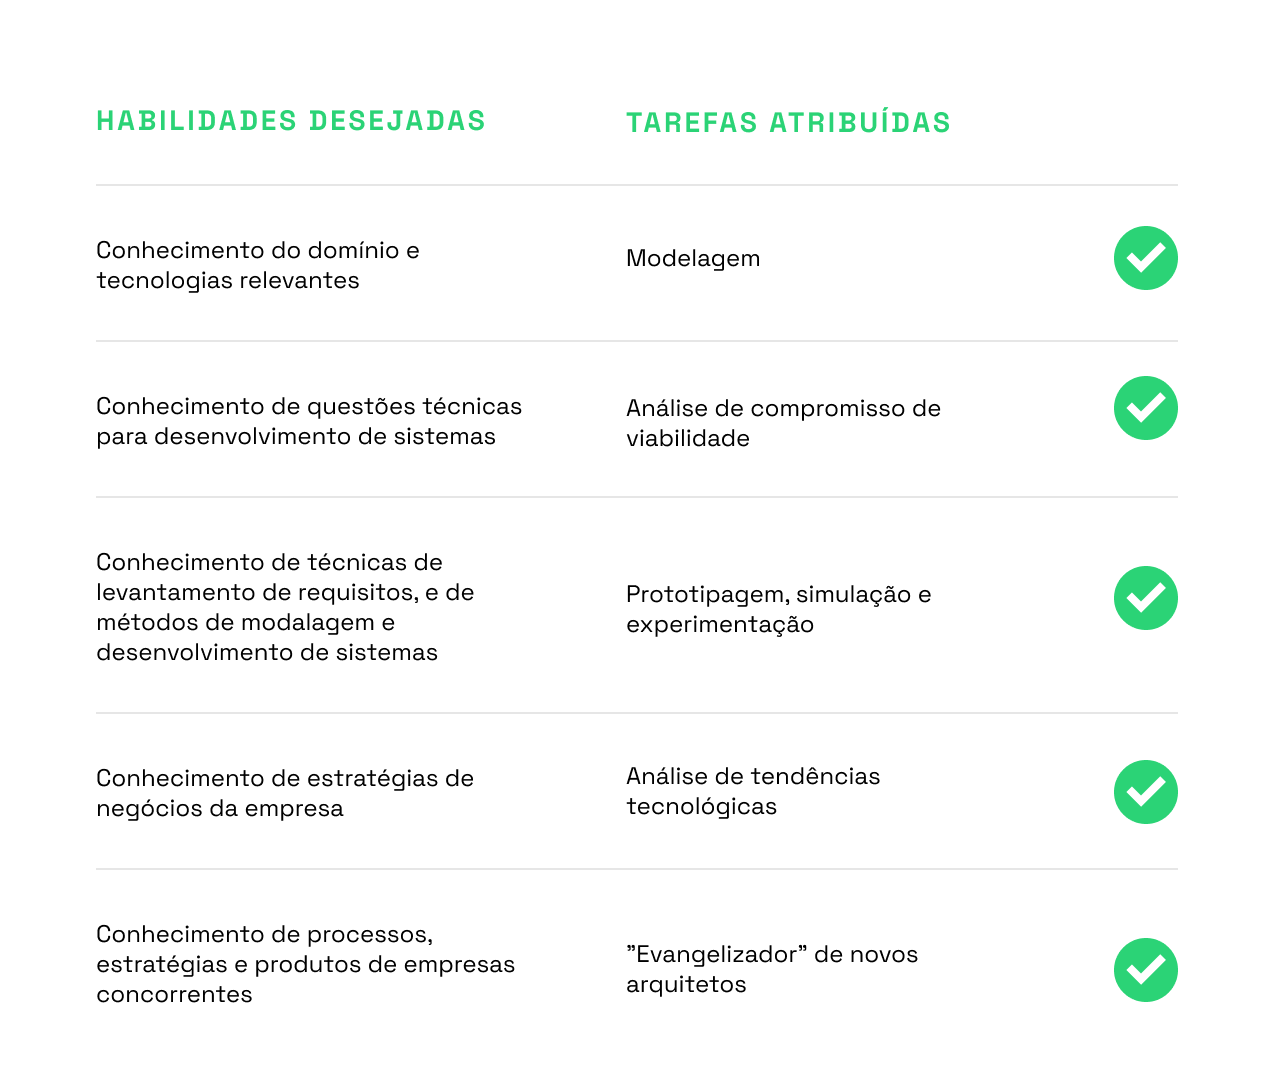 HABILIDADES DESEJADAS
TAREFAS ATRIBUÍDAS
Conhecimento do domínio e
tecnologias relevantes
Modelagem
Conhecimento de questões técnicas
para desenvolvimento de sistemas
Análise de compromisso de
viabilidade
Conhecimento de técnicas de
levantamento de requisitos, e de
métodos de modalagem e
desenvolvimento de sistemas
Prototipagem, simulação e
experimentação
Conhecimento de estratégias de
negócios da empresa
Análise de tendências
tecnológicas
Conhecimento de processos,
estratégias e produtos de empresas
concorrentes
”Evangelizador” de novos
arquitetos